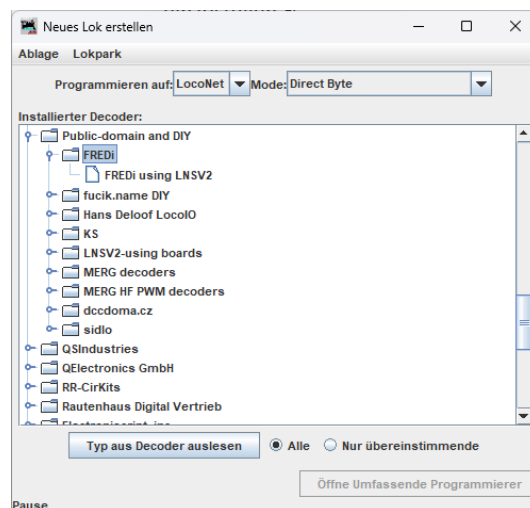 Neues Lok erstellen
Ablage Lokpark
Programmieren auf: LocoNet Mode: Direct Byte
Installierter Decoder:
Public-domain and DIY
FREDi
FREDi using LNSV2
fucik.name DIY
Hans Deloof LocoIO
KS
LNSV2-using boards
MERG decoders
MERG HF PWM decoders
dccdoma.cz
sidlo
QSIndustries
QElectronics GmbH
RR-CirKits
Rautenhaus Digital Vertrieb
Typ aus Decoder auslesen Alle Nur übereinstimmende
Öffne Umfassende Programmierer
Pause